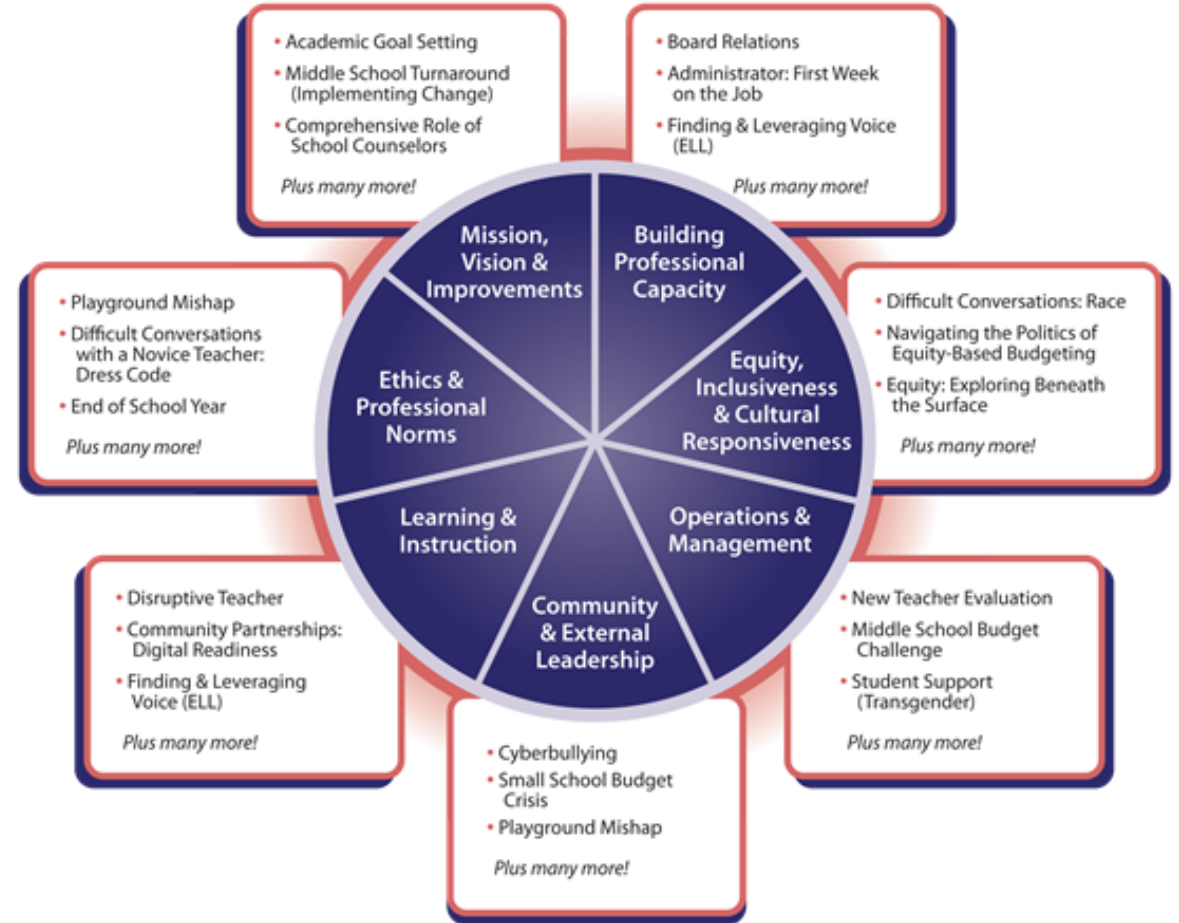 • Academic Goal Setting
• Middle School Turnaround
(Implementing Change)
• Comprehensive Role of
School Counselors
Plus many more!
• Board Relations
• Administrator: First Week
on the Job
• Finding & Leveraging Voice
(ELL)
Plus many more!
Mission,
Vision &
Improvements
Building
Professional
Capacity
• Playground Mishap
• Difficult Conversations
with a Novice Teacher:
Dress Code
• End of School Year
Plus many more!
Ethics &
Professional
Norms
Equity,
Inclusiveness
& Cultural
Responsiveness
• Difficult Conversations: Race
• Navigating the Politics of
Equity-Based Budgeting
• Equity: Exploring Beneath
the Surface
Plus many more!
Learning &
Instruction
Operations &
Management
Community
& External
Leadership
• Disruptive Teacher
• Community Partnerships:
Digital Readiness
• Finding & Leveraging
Voice (ELL)
Plus many more!
• New Teacher Evaluation
• Middle School Budget
Challenge
• Student Support
(Transgender)
Plus many more!
• Cyberbullying
• Small School Budget
Crisis
• Playground Mishap
Plus many more!